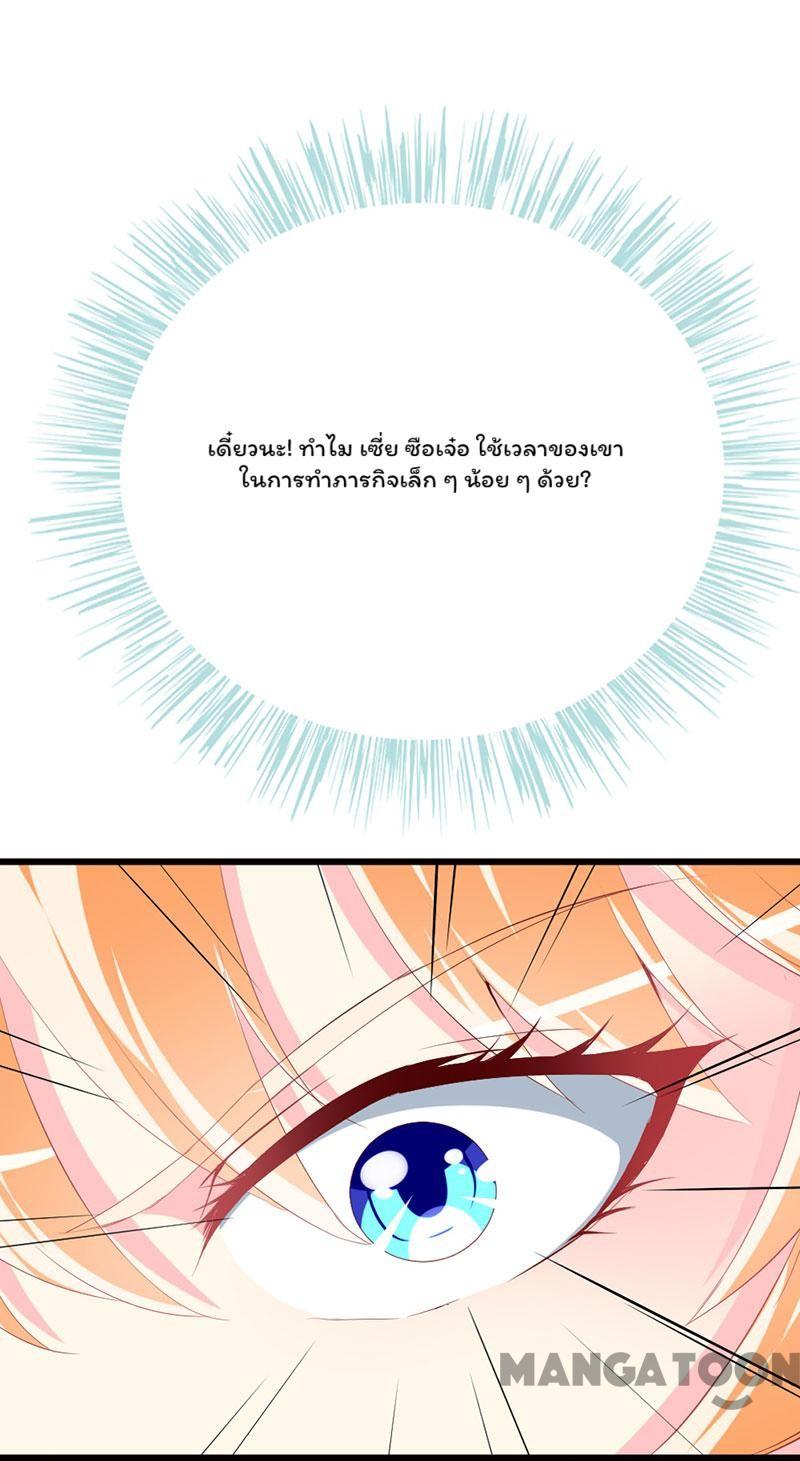 เดี๋ยวนะ! ทำไม เซี่ย ซือเจ๋อ ใช้เวลาของเขา
ในการทำภารกิจเล็ก ๆ น้อย ๆ ด้วย?
MANGATOON